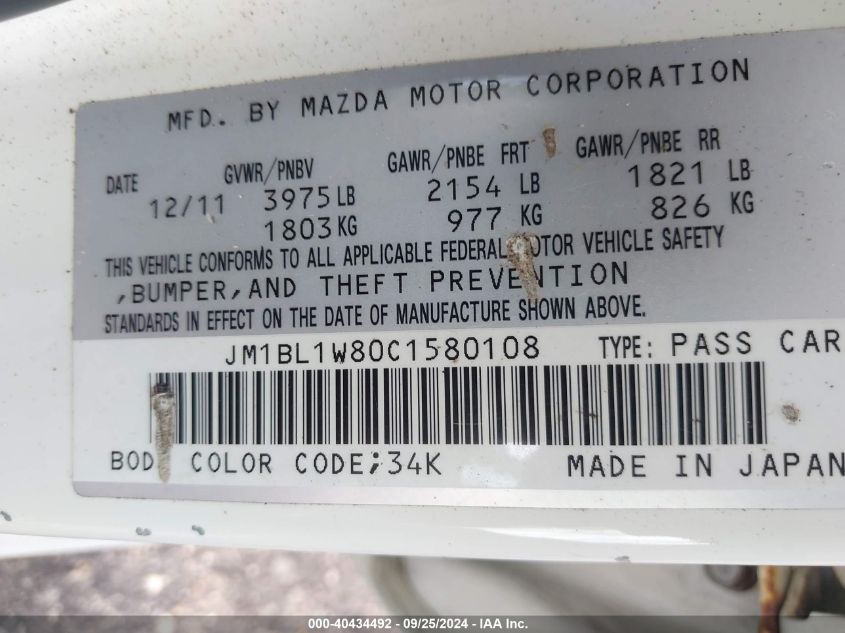 MFD. BY MAZDA MOTOR CORPORATION
DATE GVWR/PNBV GAWR/PNBE FRT GAWR/PNBE RR
12/11 3975 LB 2154 LB 1821 LB
1803 KG 977 KG 826 KG
THIS VEHICLE CONFORMS TO ALL APPLICABLE FEDERAL MOTOR VEHICLE SAFETY
,BUMPER,AND THEFT PREVENTION
STANDARDS IN EFFECT ON THE DATE OF MANUFACTURE SHOWN ABOVE.
JM1BL1W80C1580108 TYPE: PASS CAR
BODY COLOR CODE;34K MADE IN JAPAN
000-40434492 - 09/25/2024 - IAA Inc.